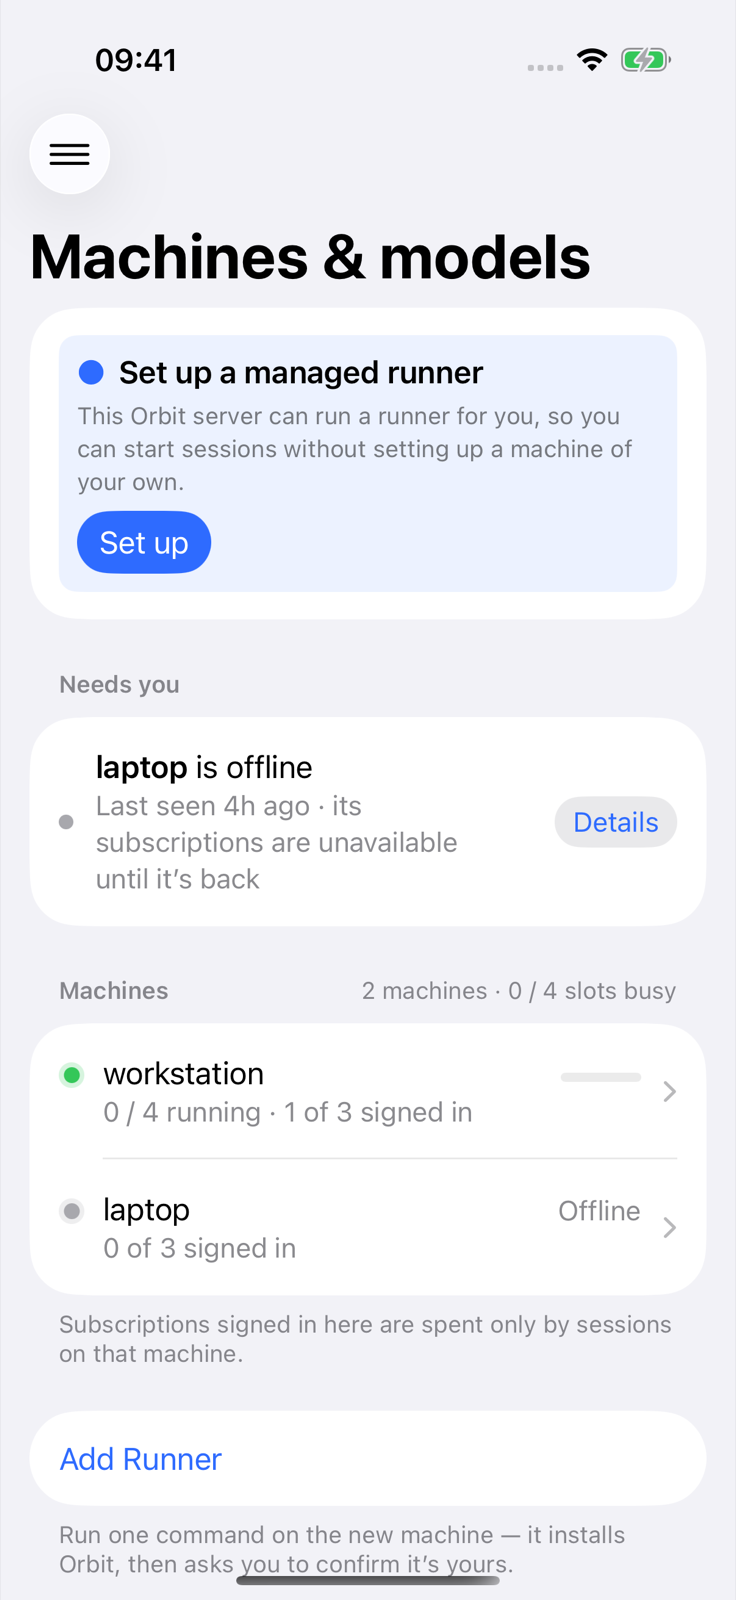 09:41
Machines & models
Set up a managed runner
This Orbit server can run a runner for you, so you
can start sessions without setting up a machine of
your own.
Set up
Needs you
laptop is offline
Last seen 4h ago · its
subscriptions are unavailable
until it’s back
Details
Machines
2 machines · 0 / 4 slots busy
workstation
0 / 4 running · 1 of 3 signed in
laptop
Offline
0 of 3 signed in
Subscriptions signed in here are spent only by sessions
on that machine.
Add Runner
Run one command on the new machine — it installs
Orbit, then asks you to confirm it’s yours.